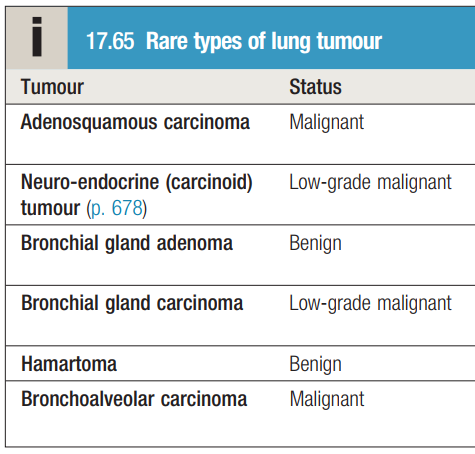 i
17.65 Rare types of lung tumour
Tumour Status
Adenosquamous carcinoma Malignant
Neuro-endocrine (carcinoid) Low-grade malignant
tumour (p. 678)
Bronchial gland adenoma Benign
Bronchial gland carcinoma Low-grade malignant
Hamartoma Benign
Bronchoalveolar carcinoma Malignant